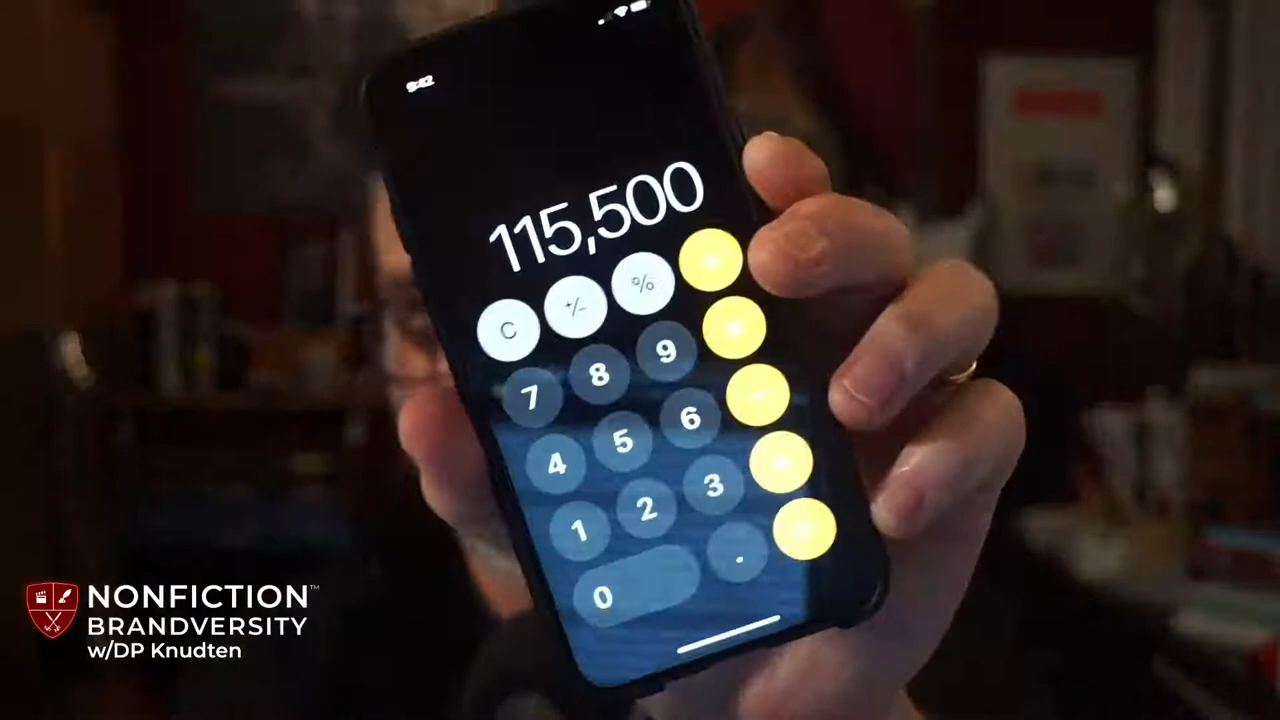 9:42
115,500
C +/- %
7 8 9
4 5 6
1 2 3
0 .
NONFICTION™
BRANDVERSITY
w/DP Knudten